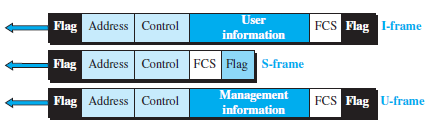 Flag Address Control User information FCS Flag I-frame
Flag Address Control FCS Flag S-frame
Flag Address Control Management information FCS Flag U-frame